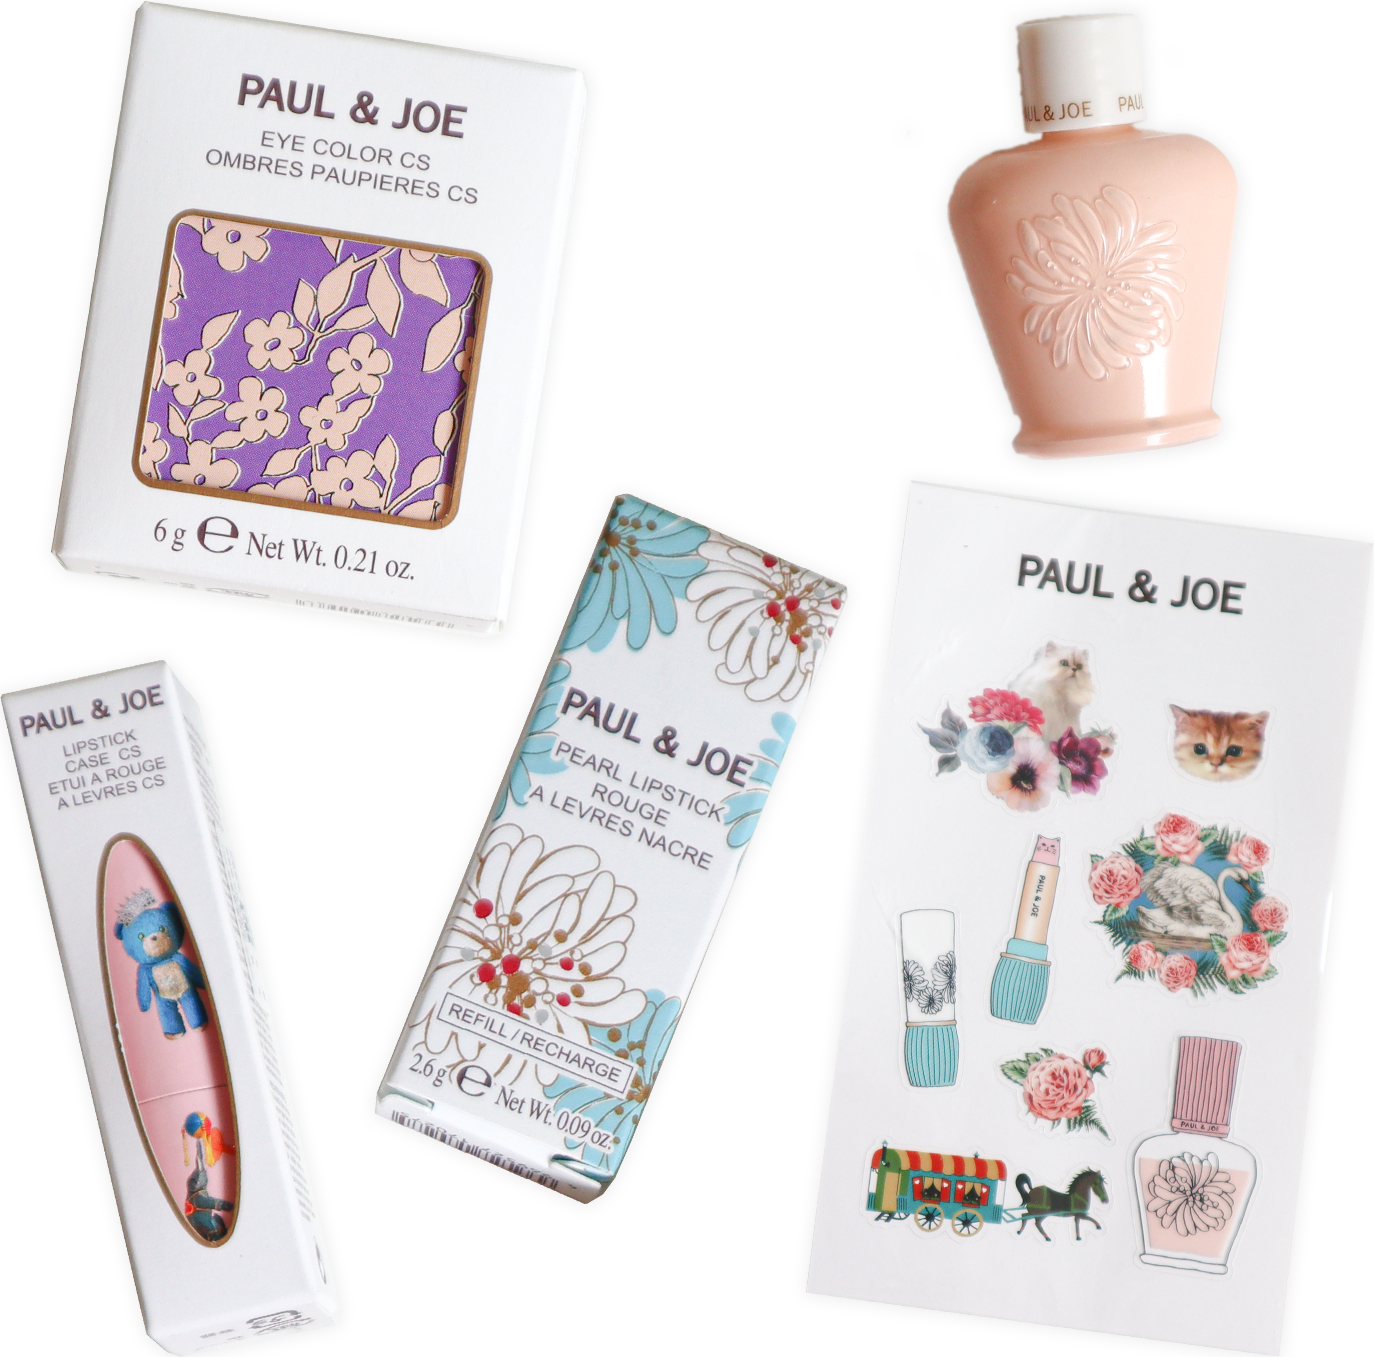 PAUL & JOE
EYE COLOR CS
OMBRES PAUPIERES CS
6 g e Net Wt. 0.21 oz.
UL & JOE PAUL
PAUL & JOE
LIPSTICK
CASE CS
ETUI A ROUGE
A LEVRES CS
PAUL & JOE
PEARL LIPSTICK
ROUGE
A LEVRES NACRE
REFILL / RECHARGE
2.6 g e Net Wt. 0.09 oz.
PAUL & JOE
PAUL & JOE
PAUL & JOE